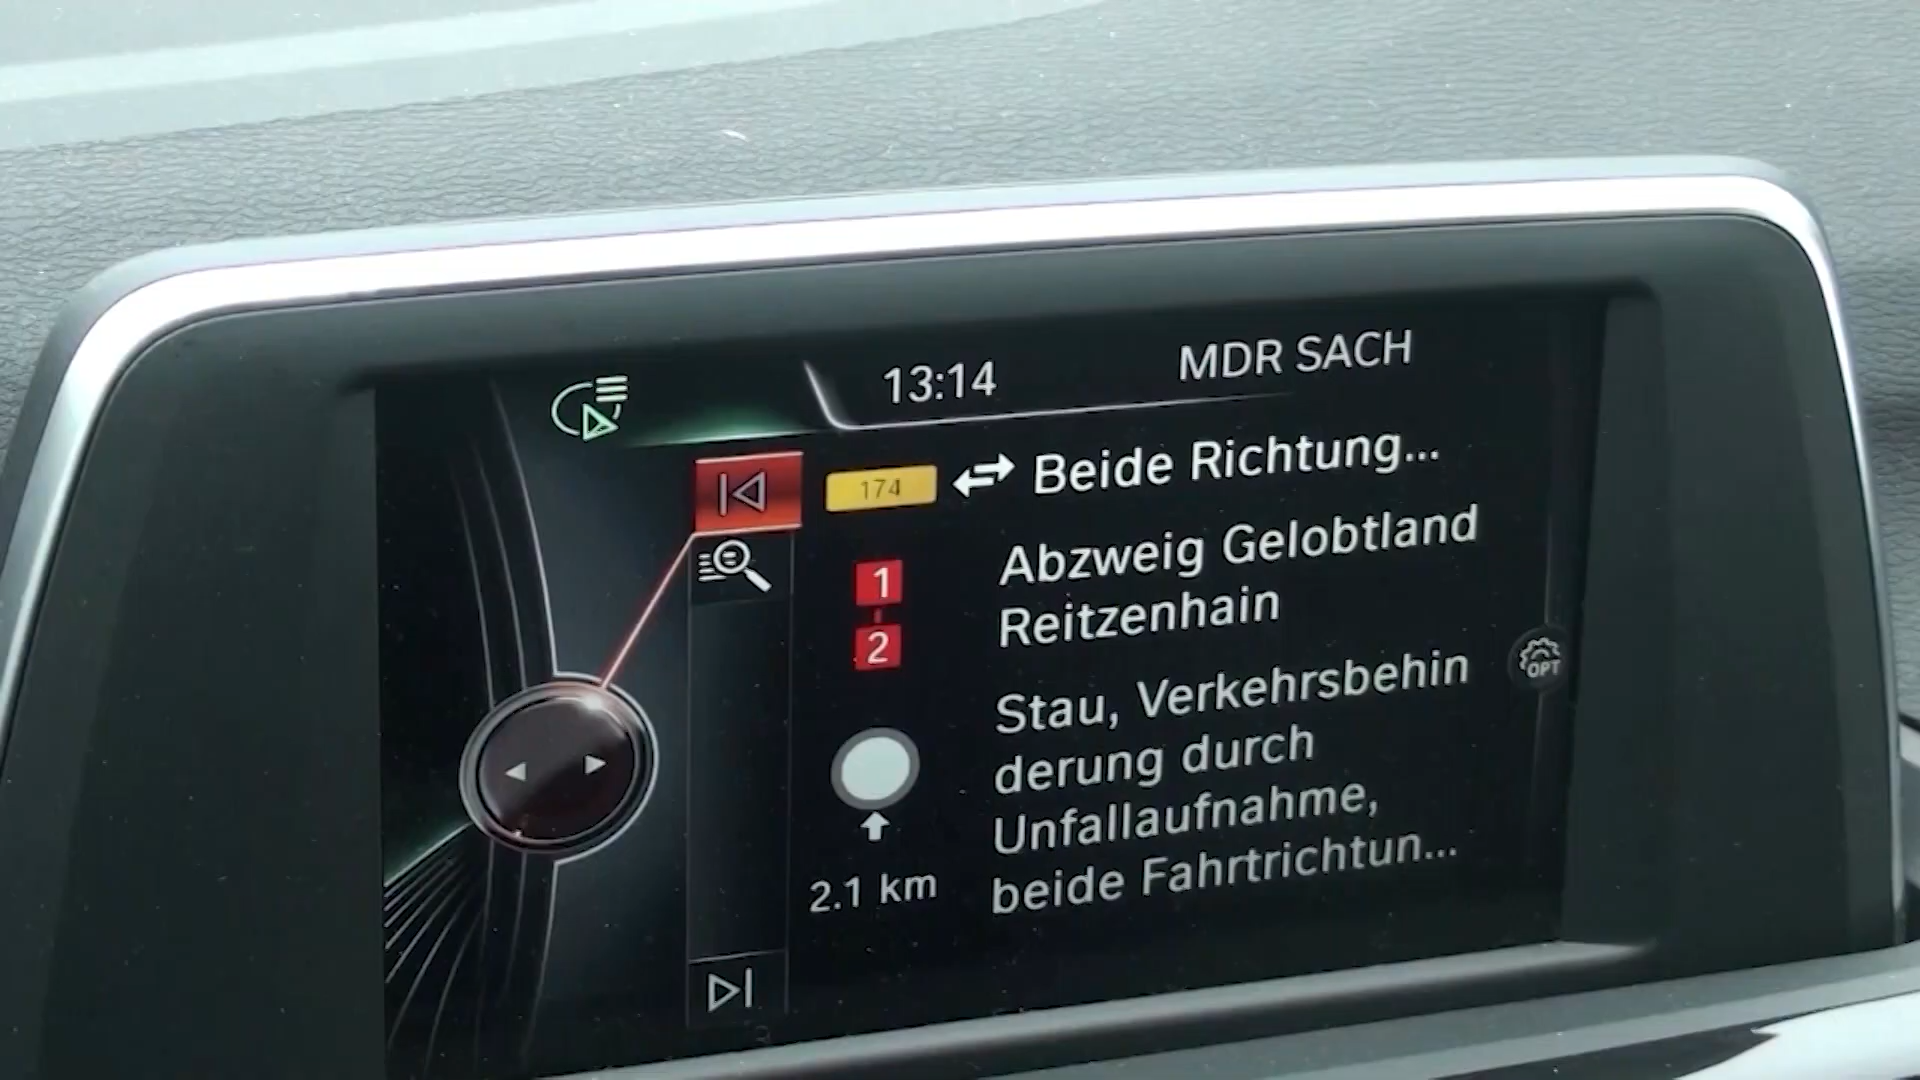 13:14
MDR SACH
174
Beide Richtung...
1
2
Abzweig Gelobtland
Reitzenhain
Stau, Verkehrsbehin
derung durch
Unfallaufnahme,
beide Fahrtrichtun...
2.1 km
OPT